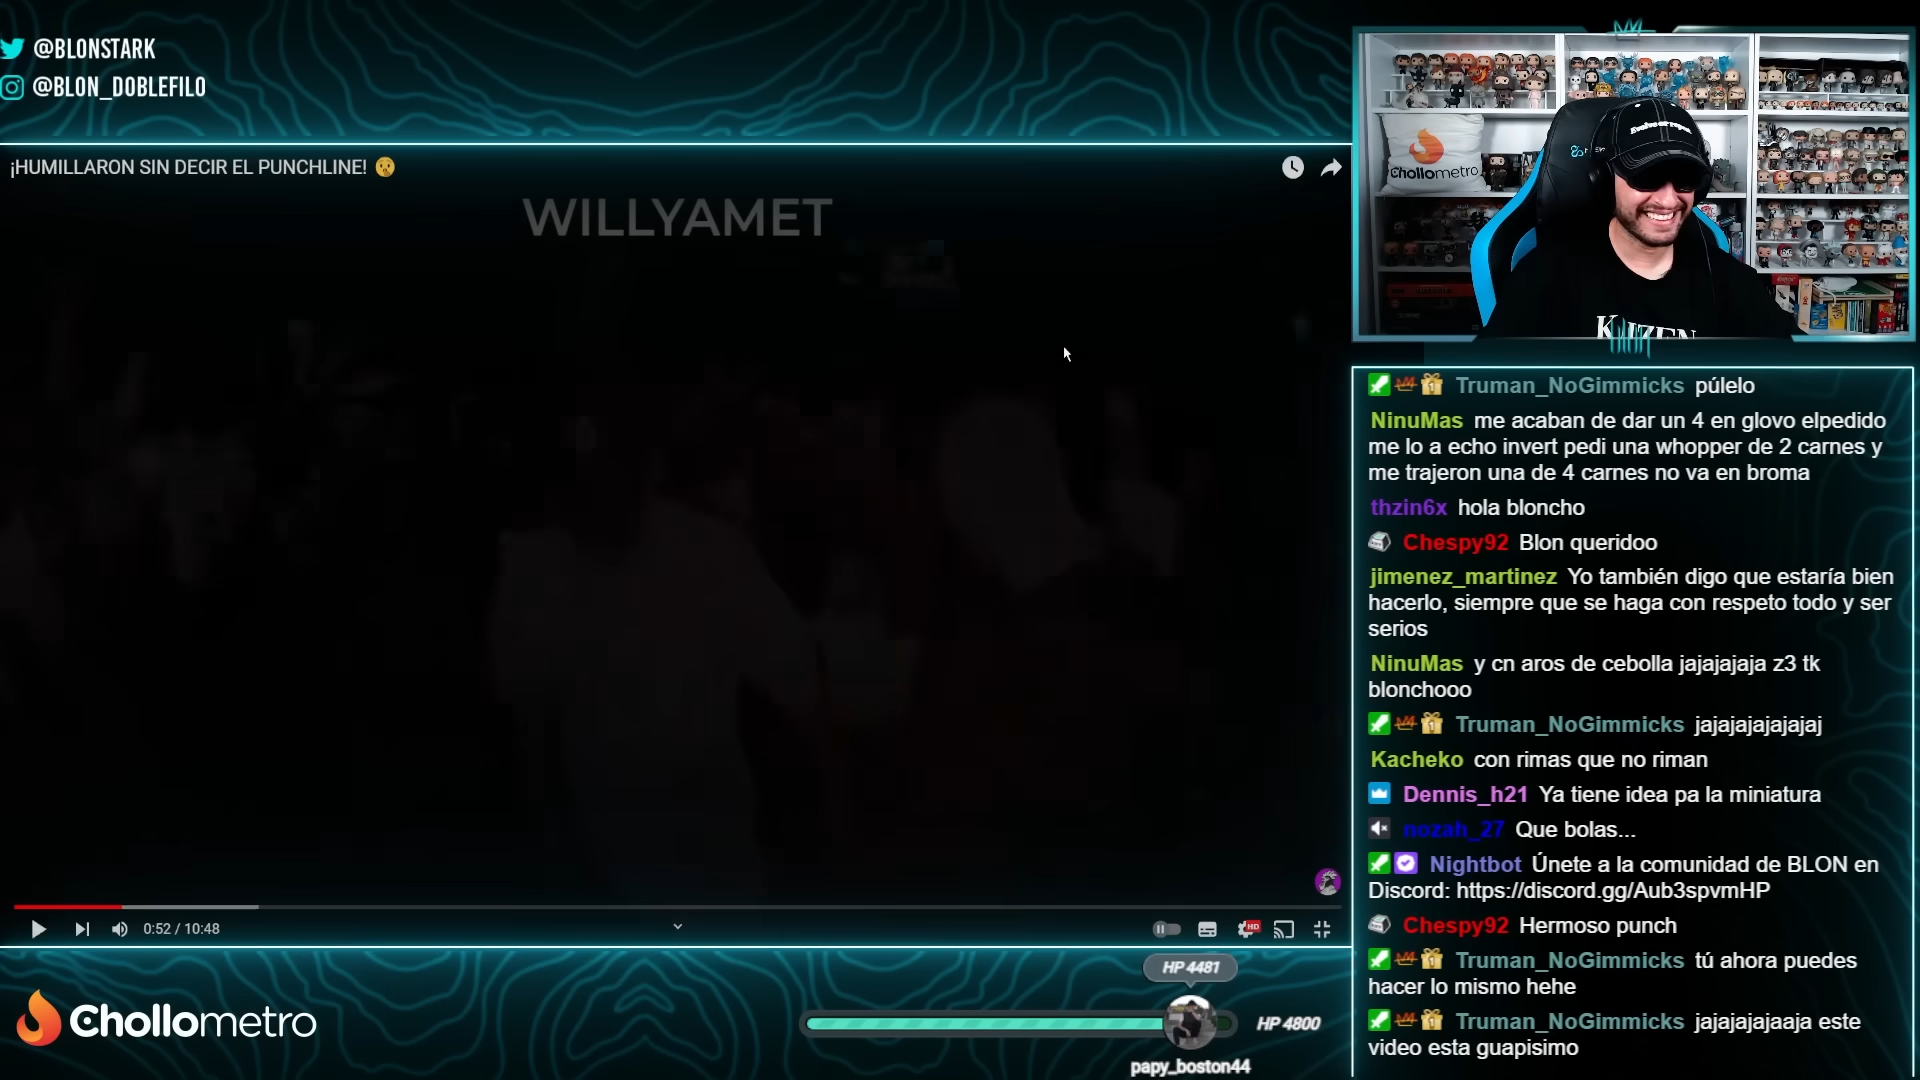 @BLONSTARK
@BLON_DOBLEFILO
¡HUMILLARON SIN DECIR EL PUNCHLINE! 🤫
WILLYAMET
0:52 / 10:48
HD
Chollometro
HP 4481
HP 4800
papy_boston44
Chollometro
Truman_NoGimmicks púlelo
NinuMas me acaban de dar un 4 en glovo elpedido
me lo a echo invert pedi una whopper de 2 carnes y
me trajeron una de 4 carnes no va en broma
thzin6x hola bloncho
Chespy92 Blon queridoo
jimenez_martinez Yo también digo que estaría bien
hacerlo, siempre que se haga con respeto todo y ser
serios
NinuMas y cn aros de cebolla jajajajaja z3 tk
blonchooo
Truman_NoGimmicks jajajajajajajaj
Kacheko con rimas que no riman
Dennis_h21 Ya tiene idea pa la miniatura
nozah_27 Que bolas...
Nightbot Únete a la comunidad de BLON en
Discord: https://discord.gg/Aub3spvmHP
Chespy92 Hermoso punch
Truman_NoGimmicks tú ahora puedes
hacer lo mismo hehe
Truman_NoGimmicks jajajajajaaja este
video esta guapisimo